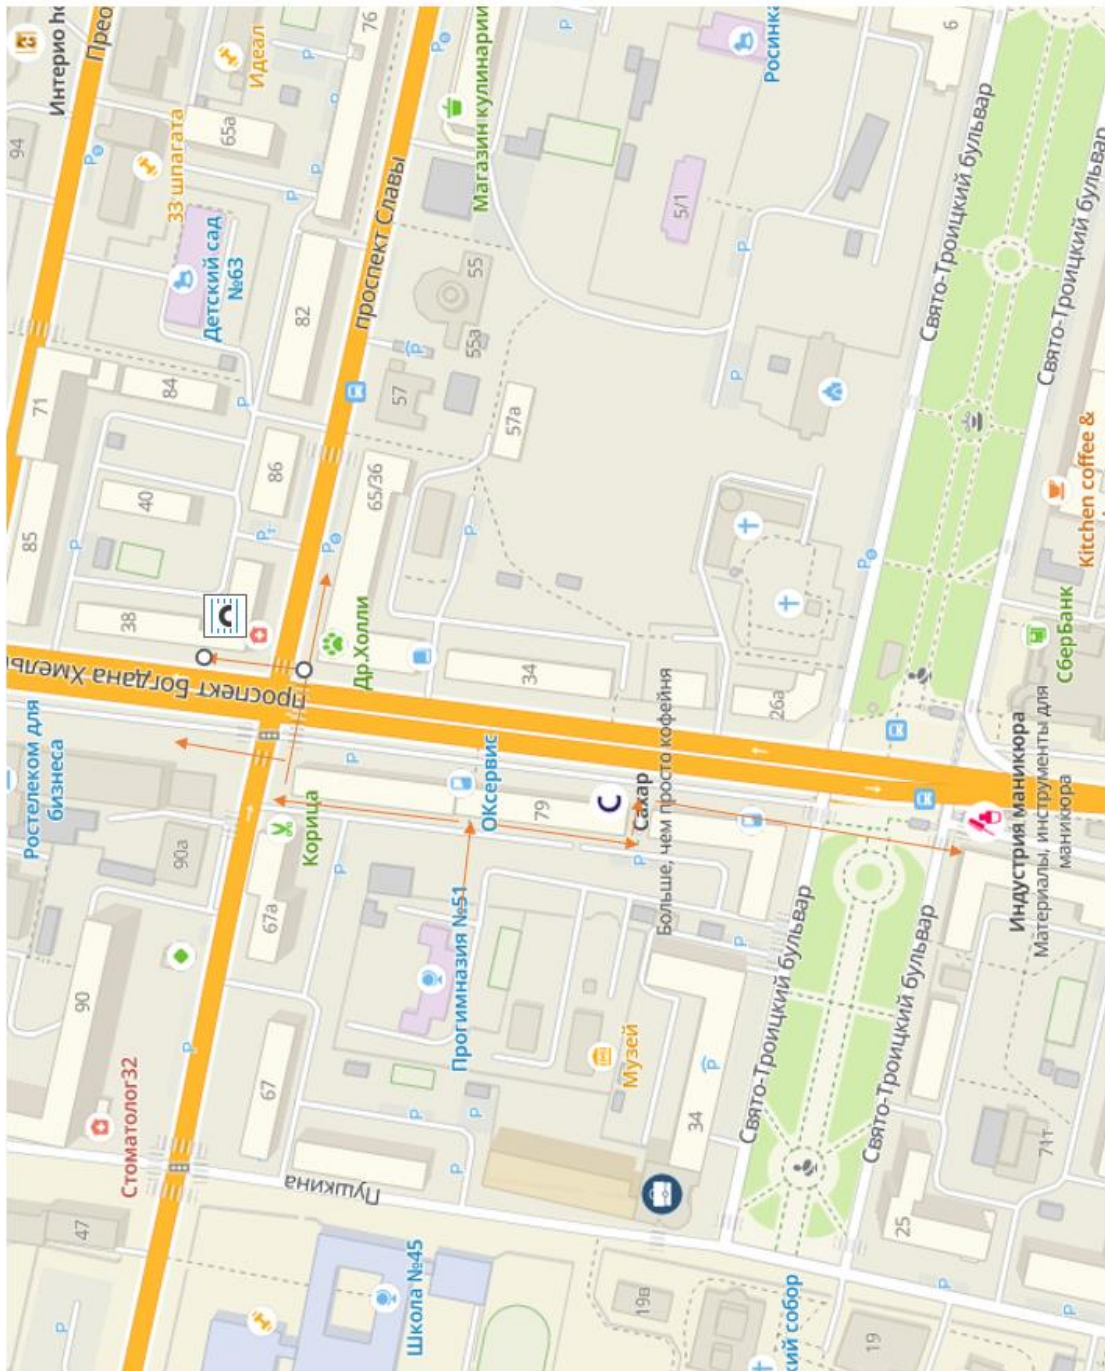 P
47
Стоматолог32
90
Ростелеком для
бизнеса
85
71
94
Интерио ho
Прео
90а
38
40
84
33 шпагата
Детский сад
№63
65а
Идеал
P
67
67а
Корица
проспект Богдана Хмель
86
82
76
Пушкина
Др.Холли
65/36
проспект Славы
57
55а
55
Школа №45
Прогимназия №51
ОКсервис
57а
Магазин кулинарии
79
34
Музей
Сахар
Больше, чем просто кофейня
19в
34
26а
5/1
кий собор
Свято-Троицкий бульвар
Росинка
19
25
Свято-Троицкий бульвар
Свято-Троицкий бульвар
6
71т
Индустрия маникюра
Материалы, инструменты для
маникюра
СберБанк
Kitchen coffee &
Свято-Троицкий бульвар